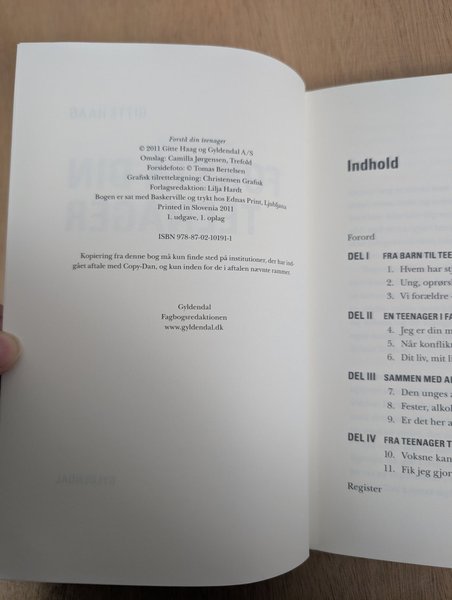 Forstå din teenager
© 2011 Gitte Haag og Gyldendal A/S
Omslag: Camilla Jørgensen, Trefold
Forsidefoto: © Tomas Bertelsen
Grafisk tilrettelægning: Christensen Grafisk
Forlagsredaktion: Lilja Hardt
Bogen er sat med Baskerville og trykt hos Ednas Print, Ljubljana
Printed in Slovenia 2011
1. udgave, 1. oplag
ISBN 978-87-02-10191-1
Kopiering fra denne bog må kun finde sted på institutioner, der har ind-
gået aftale med Copy-Dan, og kun inden for de i aftalen nævnte rammer.
Gyldendal
Fagbogsredaktionen
www.gyldendal.dk
Indhold
Forord
DEL I FRA BARN TIL TEE
1. Hvem har st
2. Ung, oprørs
3. Vi forældre
DEL II EN TEENAGER I FA
4. Jeg er din m
5. Når konflikt
6. Dit liv, mit li
DEL III SAMMEN MED A
7. Den unges
8. Fester, alko
9. Er det her a
DEL IV FRA TEENAGER T
10. Voksne kan
11. Fik jeg gjor
Register